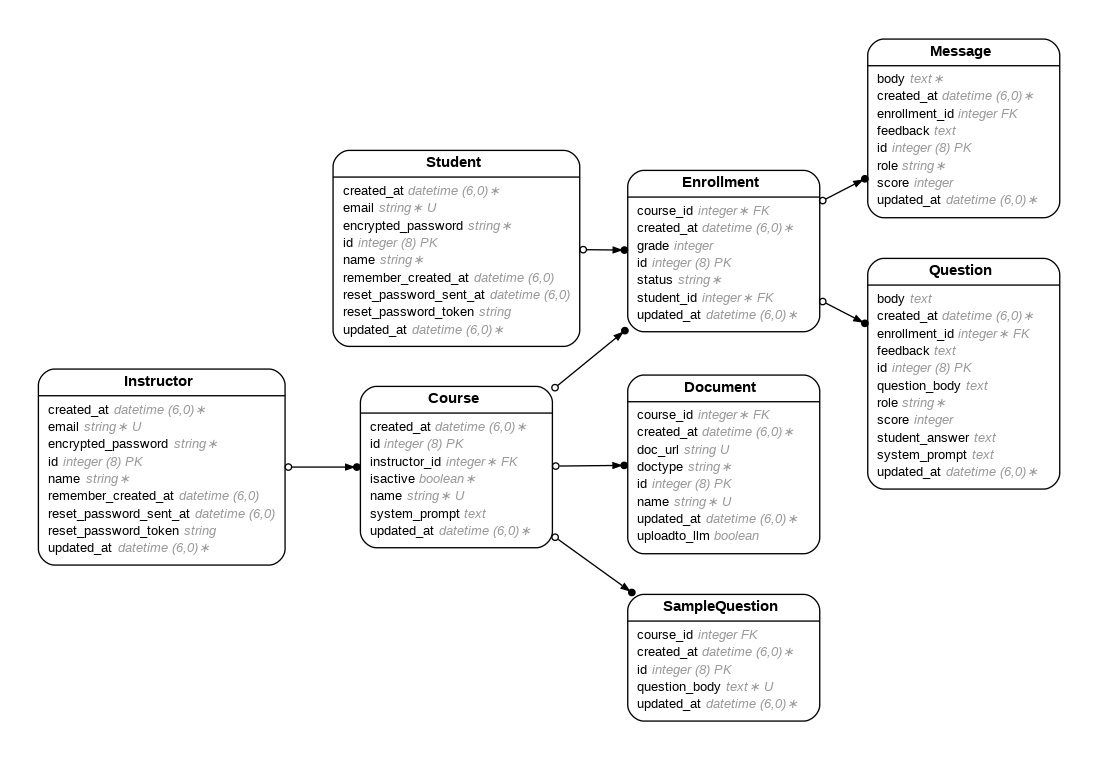 Message
body text∗
created_at datetime (6,0)∗
enrollment_id integer FK
feedback text
id integer (8) PK
role string∗
score integer
updated_at datetime (6,0)∗
Student
created_at datetime (6,0)∗
email string∗ U
encrypted_password string∗
id integer (8) PK
name string∗
remember_created_at datetime (6,0)
reset_password_sent_at datetime (6,0)
reset_password_token string
updated_at datetime (6,0)∗
Enrollment
course_id integer∗ FK
created_at datetime (6,0)∗
grade integer
id integer (8) PK
status string∗
student_id integer∗ FK
updated_at datetime (6,0)∗
Question
body text
created_at datetime (6,0)∗
enrollment_id integer∗ FK
feedback text
id integer (8) PK
question_body text
role string∗
score integer
student_answer text
system_prompt text
updated_at datetime (6,0)∗
Instructor
created_at datetime (6,0)∗
email string∗ U
encrypted_password string∗
id integer (8) PK
name string∗
remember_created_at datetime (6,0)
reset_password_sent_at datetime (6,0)
reset_password_token string
updated_at datetime (6,0)∗
Course
created_at datetime (6,0)∗
id integer (8) PK
instructor_id integer∗ FK
isactive boolean∗
name string∗ U
system_prompt text
updated_at datetime (6,0)∗
Document
course_id integer∗ FK
created_at datetime (6,0)∗
doc_url string U
doctype string∗
id integer (8) PK
name string∗ U
updated_at datetime (6,0)∗
uploadto_llm boolean
SampleQuestion
course_id integer FK
created_at datetime (6,0)∗
id integer (8) PK
question_body text∗ U
updated_at datetime (6,0)∗